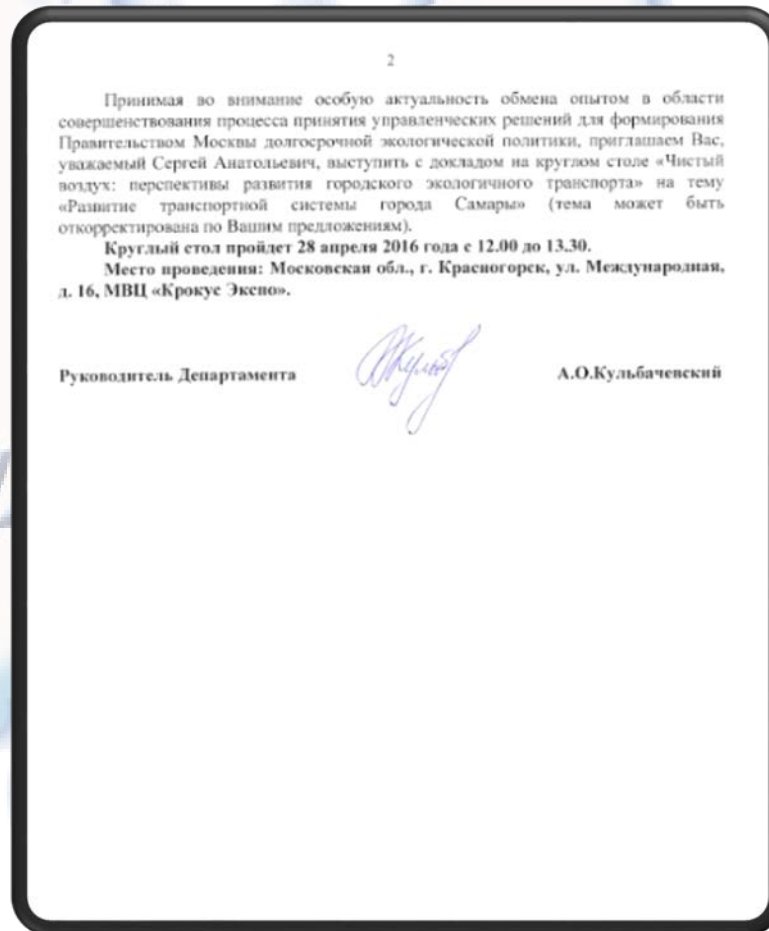 2
Принимая во внимание особую актуальность обмена опытом в области
совершенствования процесса принятия управленческих решений для формирования
Правительством Москвы долгосрочной экологической политики, приглашаем Вас,
уважаемый Сергей Анатольевич, выступить с докладом на круглом столе «Чистый
воздух: перспективы развития городского экологичного транспорта» на тему
«Развитие транспортной системы города Самары» (тема может быть
откорректирована по Вашим предложениям).
Круглый стол пройдет 28 апреля 2016 года с 12.00 до 13.30.
Место проведения: Московская обл., г. Красногорск, ул. Международная,
д. 16, МВЦ «Крокус Экспо».
Руководитель Департамента А.О.Кульбачевский